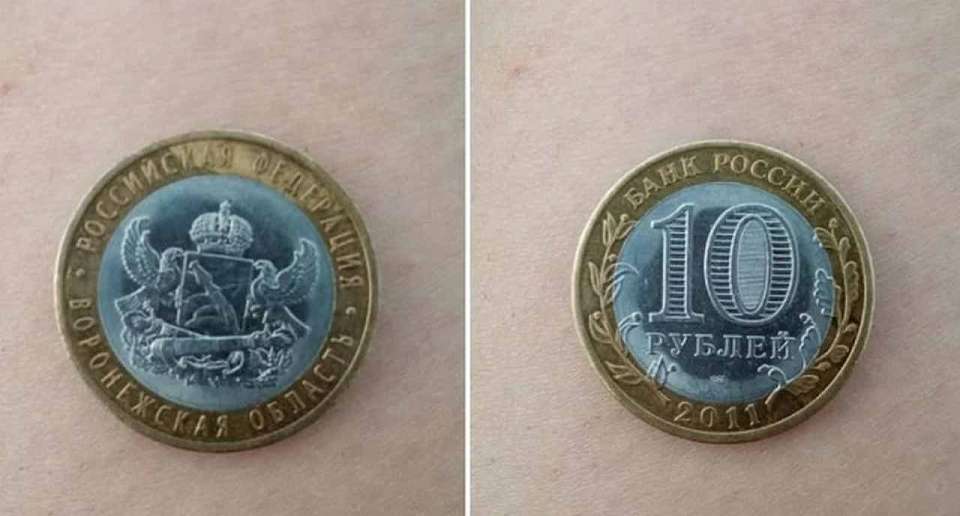 РОССИЙСКАЯ ФЕДЕРАЦИЯ
ВОРОНЕЖСКАЯ ОБЛАСТЬ
БАНК РОССИИ
10
РУБЛЕЙ
2011